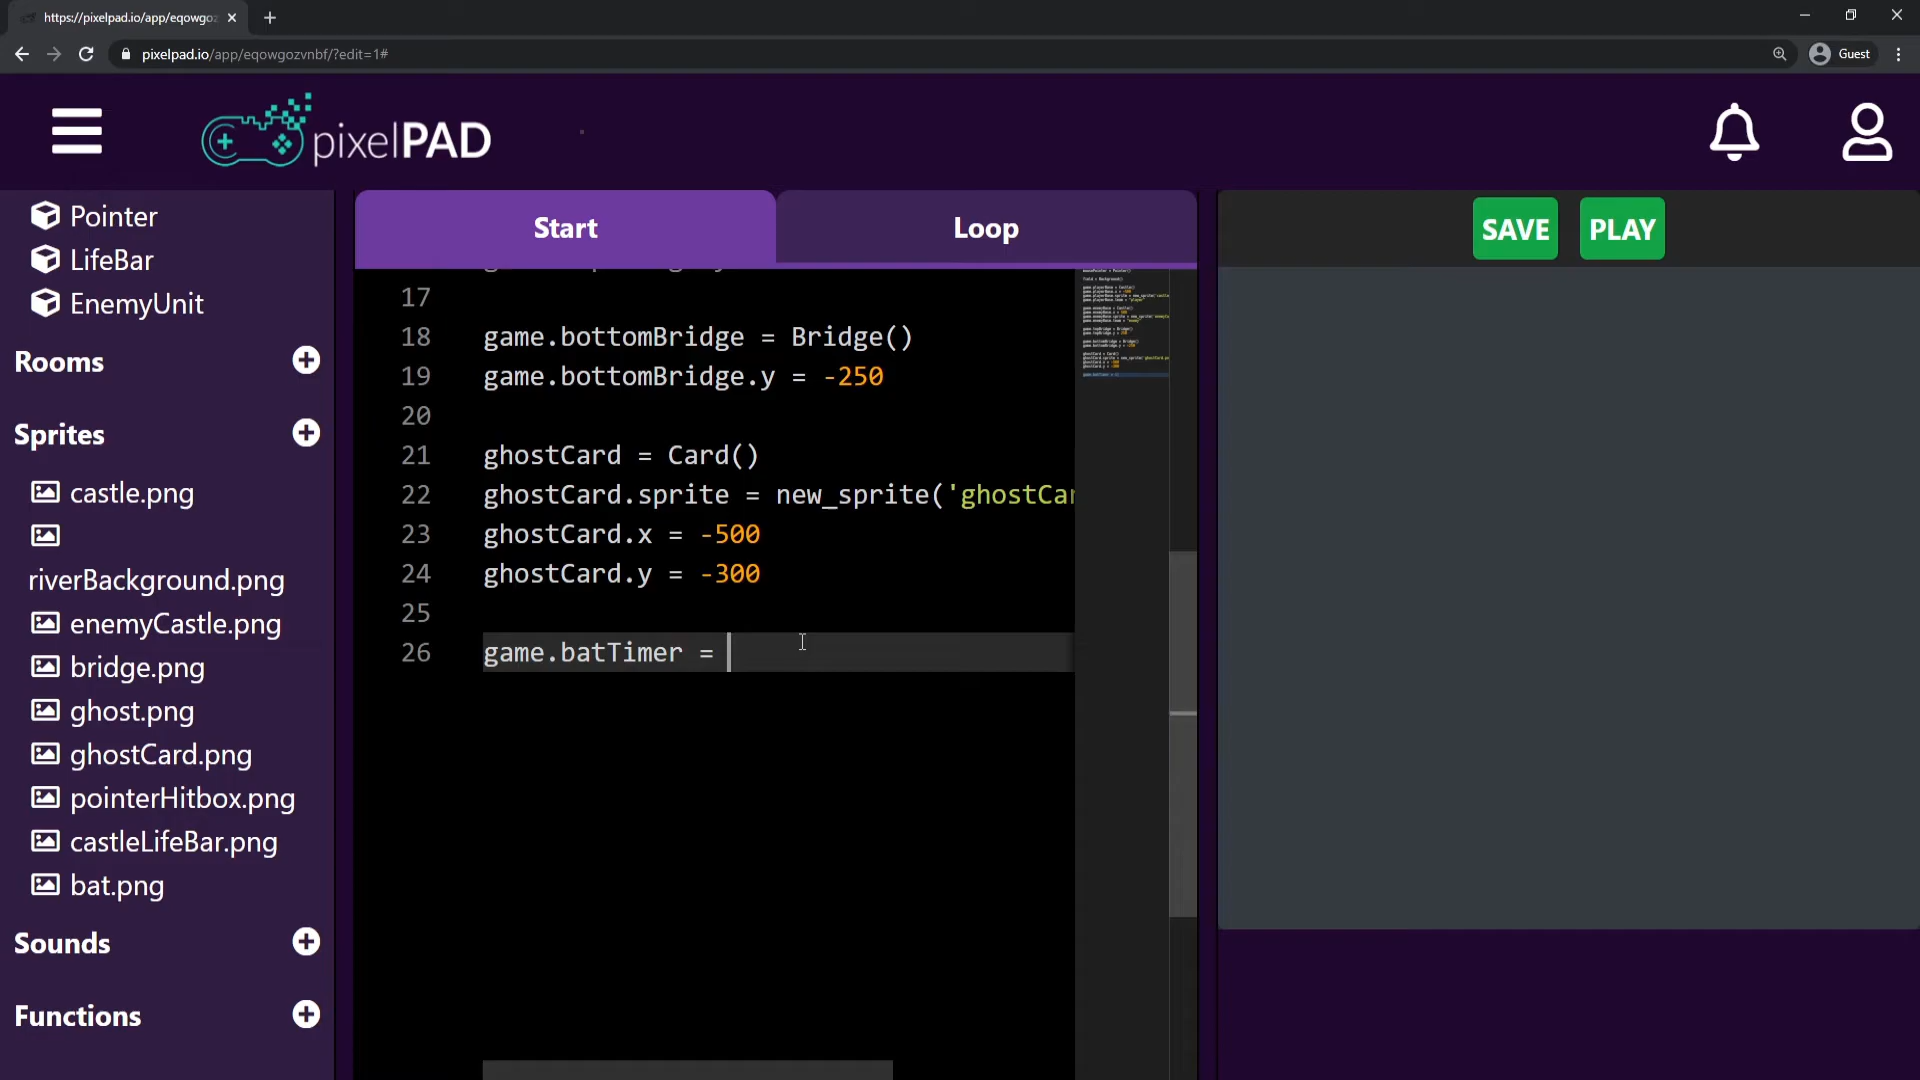 https://pixelpad.io/app/eqowgoz
pixelpad.io/app/eqowgozvnbf/?edit=1#
Guest
pixelPAD
Pointer
LifeBar
EnemyUnit
Rooms
Sprites
castle.png
riverBackground.png
enemyCastle.png
bridge.png
ghost.png
ghostCard.png
pointerHitbox.png
castleLifeBar.png
bat.png
Sounds
Functions
Start
Loop
17
18 game.bottomBridge = Bridge()
19 game.bottomBridge.y = -250
20
21 ghostCard = Card()
22 ghostCard.sprite = new_sprite('ghostCar
23 ghostCard.x = -500
24 ghostCard.y = -300
25
26 game.batTimer =
SAVE
PLAY